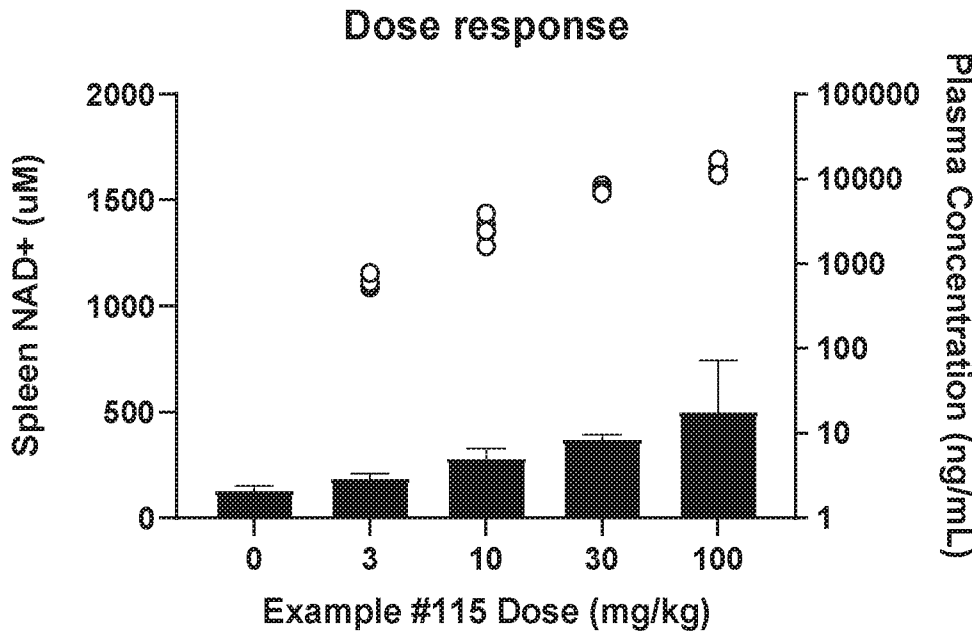 Dose response
Spleen NAD+ (uM)
2000
1500
1000
500
0
100000
10000
1000
100
10
1
Plasma Concentration (ng/mL)
0 3 10 30 100
Example #115 Dose (mg/kg)